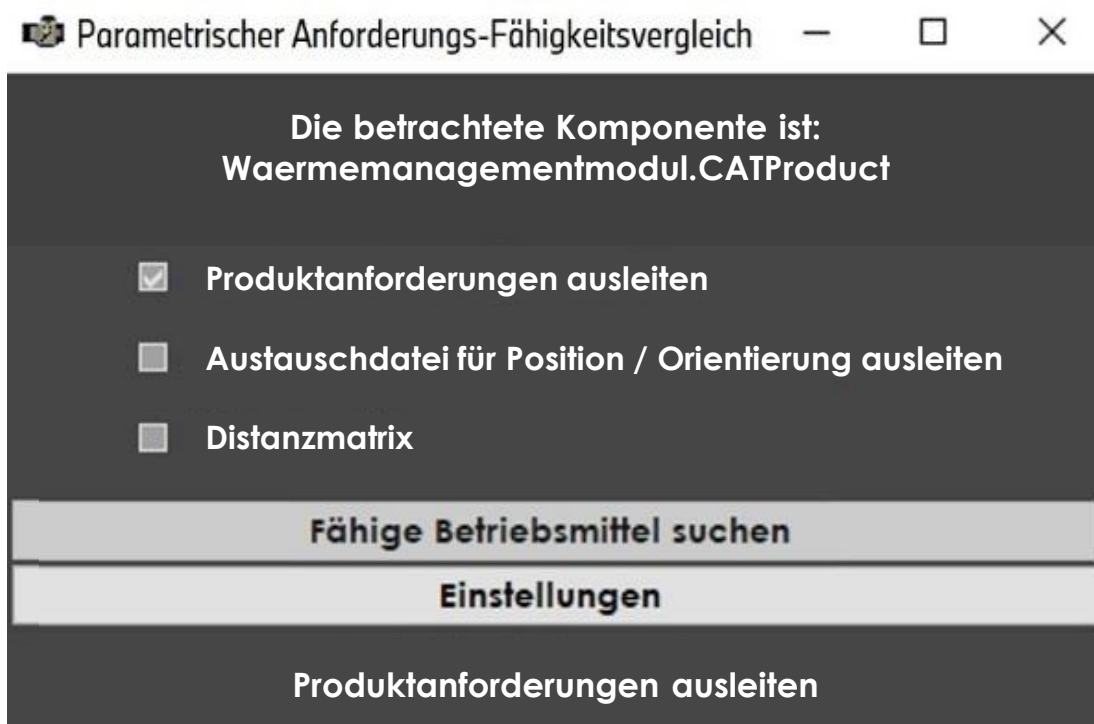 Parametrischer Anforderungs-Fähigkeitsvergleich
Die betrachtete Komponente ist:
Waermemanagementmodul.CATProduct
Produktanforderungen ausleiten
Austauschdatei für Position / Orientierung ausleiten
Distanzmatrix
Fähige Betriebsmittel suchen
Einstellungen
Produktanforderungen ausleiten